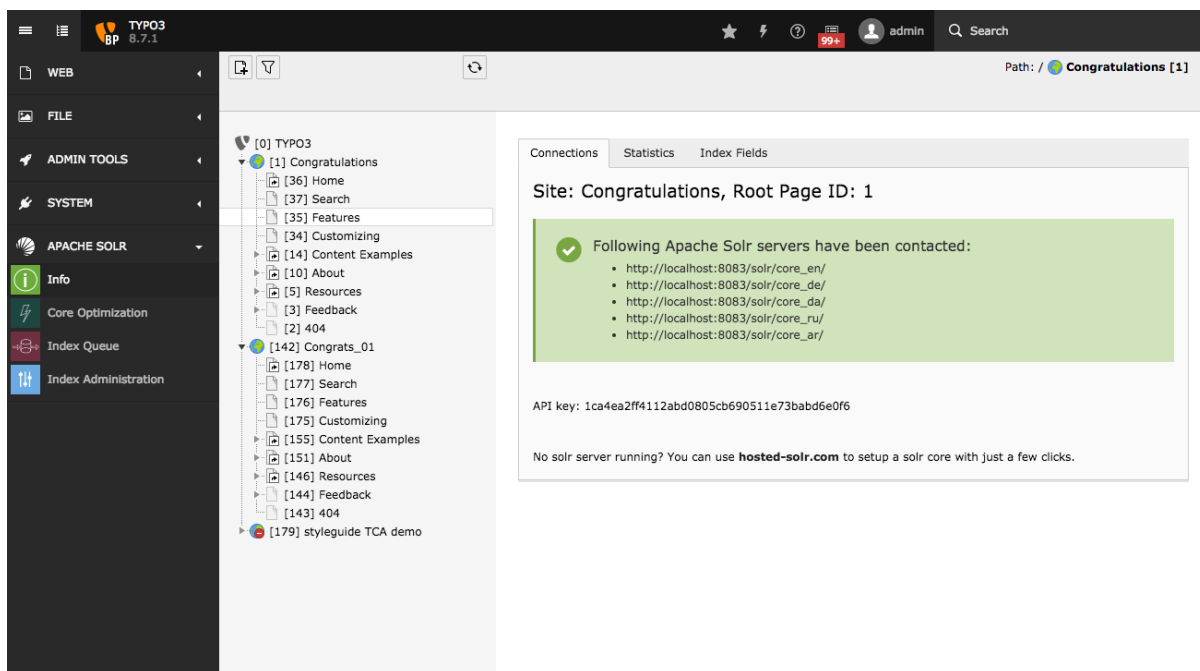 TYPO3
8.7.1
BP
99+
admin
Search
WEB
FILE
ADMIN TOOLS
SYSTEM
APACHE SOLR
Info
Core Optimization
Index Queue
Index Administration
Path: / Congratulations [1]
[0] TYPO3
[1] Congratulations
[36] Home
[37] Search
[35] Features
[34] Customizing
[14] Content Examples
[10] About
[5] Resources
[3] Feedback
[2] 404
[142] Congrats_01
[178] Home
[177] Search
[176] Features
[175] Customizing
[155] Content Examples
[151] About
[146] Resources
[144] Feedback
[143] 404
[179] styleguide TCA demo
Connections Statistics Index Fields
Site: Congratulations, Root Page ID: 1
Following Apache Solr servers have been contacted:
• http://localhost:8083/solr/core_en/
• http://localhost:8083/solr/core_de/
• http://localhost:8083/solr/core_da/
• http://localhost:8083/solr/core_ru/
• http://localhost:8083/solr/core_ar/
API key: 1ca4ea2ff4112abd0805cb690511e73babd6e0f6
No solr server running? You can use hosted-solr.com to setup a solr core with just a few clicks.